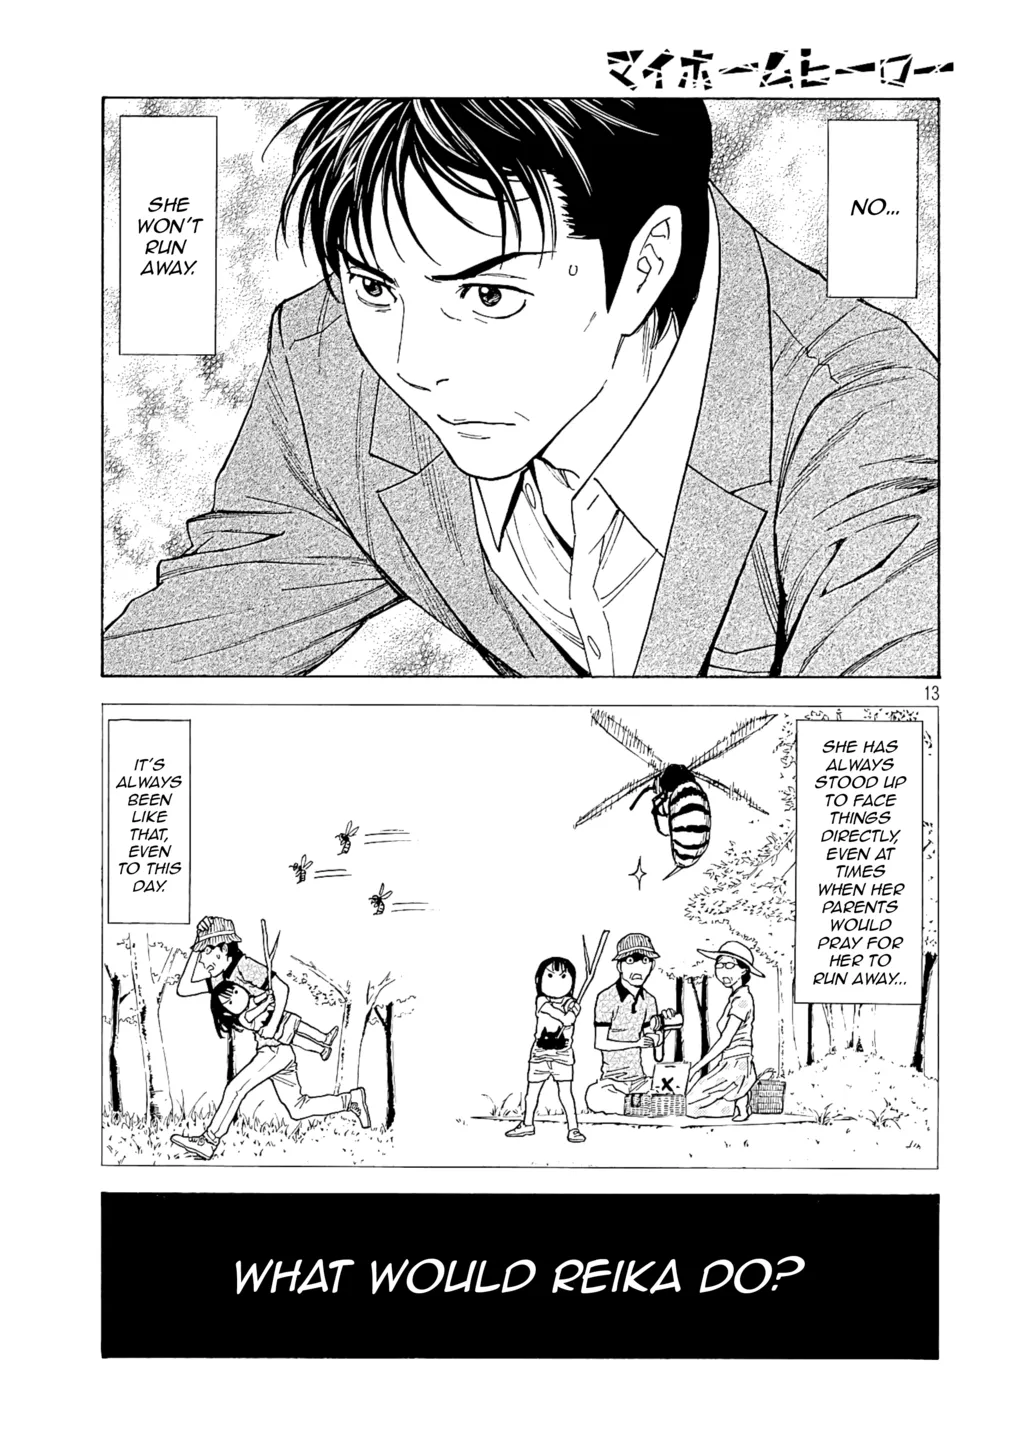 マイホームヒーロー
NO...
SHE
WON'T
RUN
AWAY.
13
SHE HAS
ALWAYS
STOOD UP
TO FACE
THINGS
DIRECTLY,
EVEN AT
TIMES
WHEN HER
PARENTS
WOULD
PRAY FOR
HER TO
RUN AWAY...
IT'S
ALWAYS
BEEN
LIKE
THAT,
EVEN
TO THIS
DAY.
X
WHAT WOULD REIKA DO?